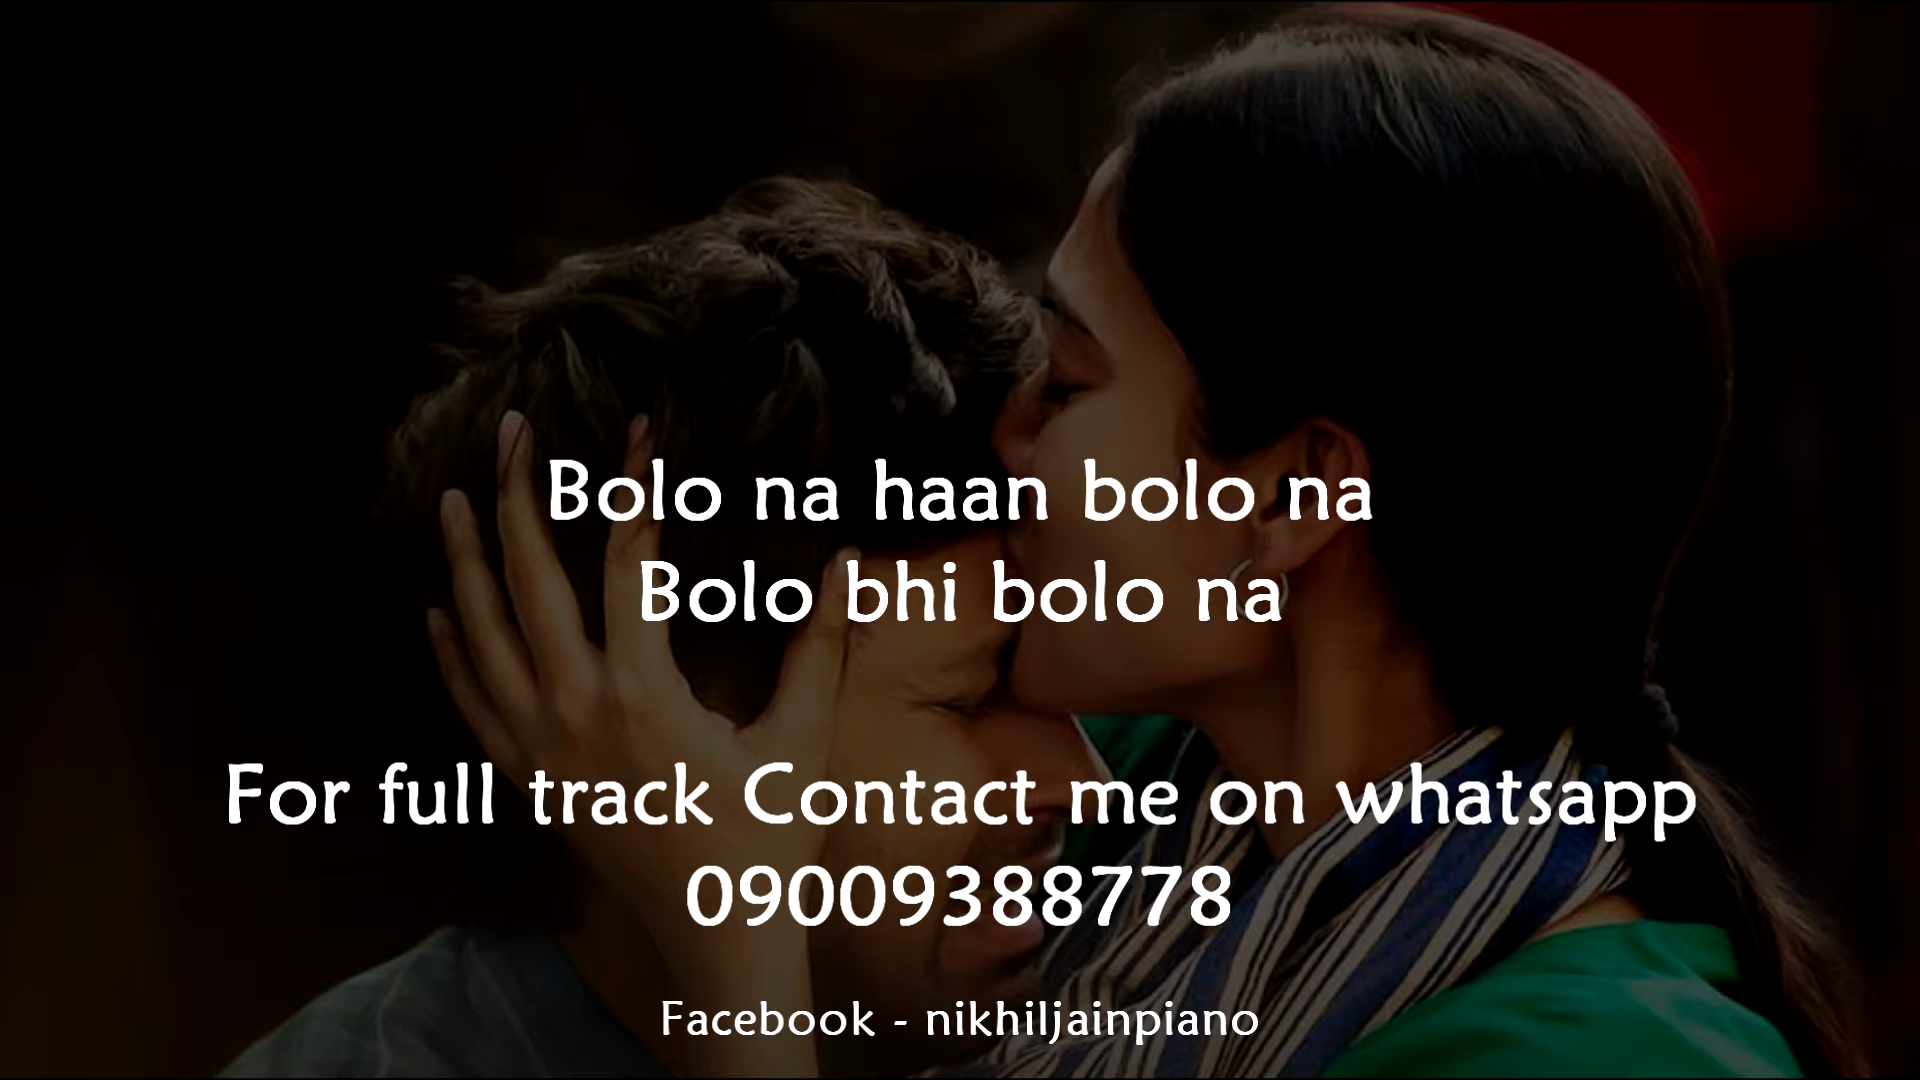 Bolo na haan bolo na
Bolo bhi bolo na
For full track Contact me on whatsapp
09009388778
Facebook - nikhiljainpiano